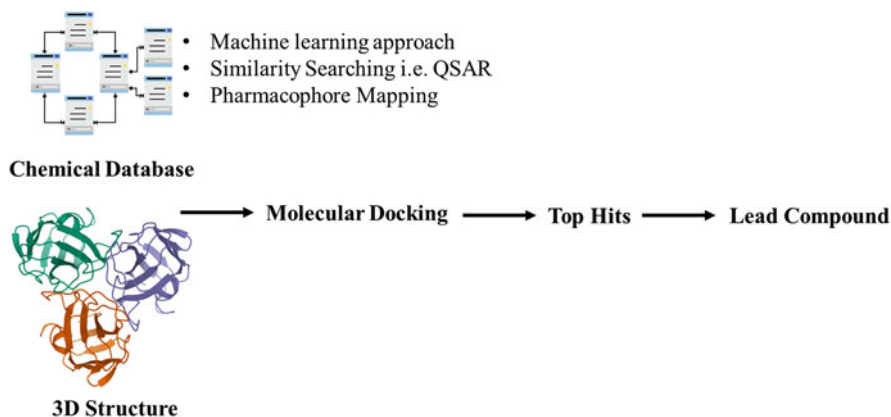 • Machine learning approach
• Similarity Searching i.e. QSAR
• Pharmacophore Mapping
Chemical Database
Molecular Docking
Top Hits
Lead Compound
3D Structure